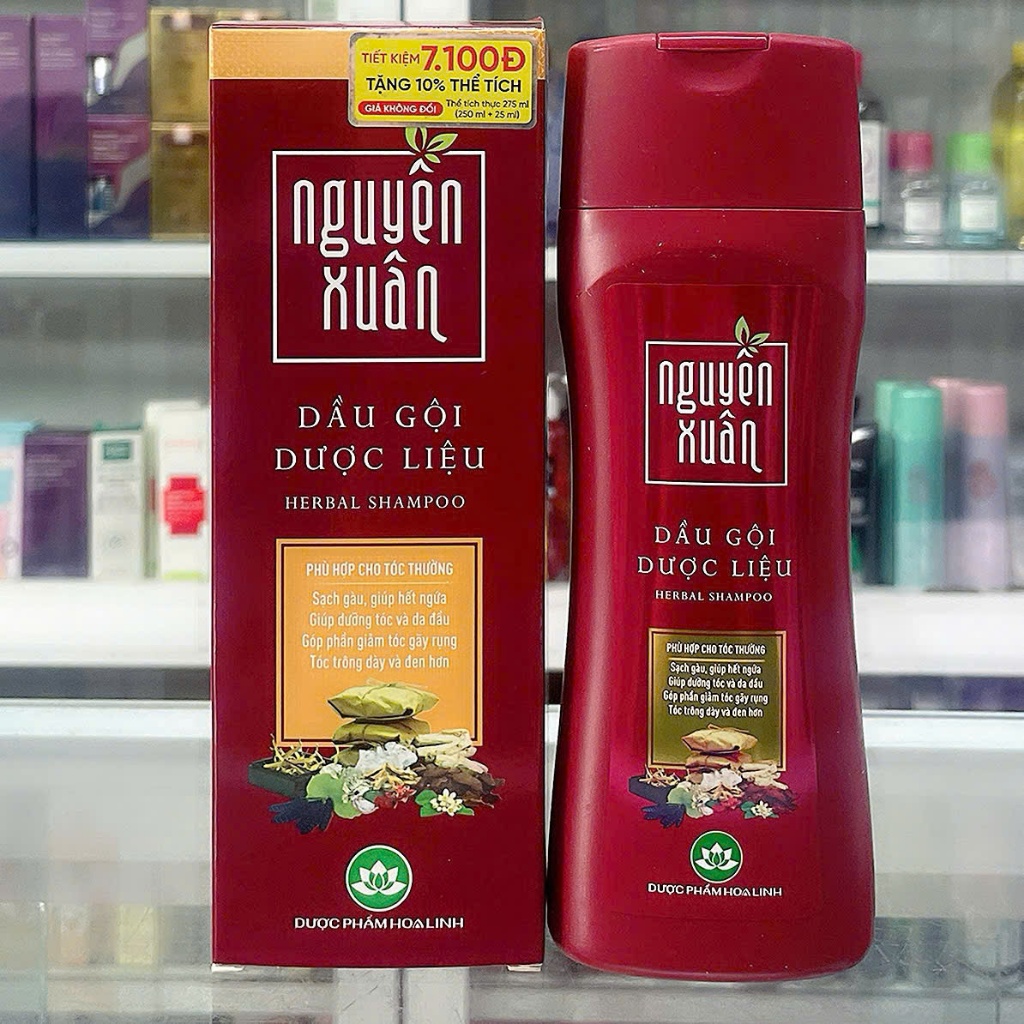 TIẾT KIỆM 7.100Đ
TẶNG 10% THỂ TÍCH
GIÁ KHÔNG ĐỔI Thể tích thực 275 ml
(250 ml + 25 ml)
nguyên
xuân
DẦU GỘI
DƯỢC LIỆU
HERBAL SHAMPOO
PHÙ HỢP CHO TÓC THƯỜNG
Sạch gàu, giúp hết ngứa
Giúp dưỡng tóc và da đầu
Góp phần giảm tóc gãy rụng
Tóc trông dày và đen hơn
DƯỢC PHẨM HOA LINH
nguyên
xuân
DẦU GỘI
DƯỢC LIỆU
HERBAL SHAMPOO
PHÙ HỢP CHO TÓC THƯỜNG
Sạch gàu, giúp hết ngứa
Giúp dưỡng tóc và da đầu
Góp phần giảm tóc gãy rụng
Tóc trông dày và đen hơn
DƯỢC PHẨM HOA LINH